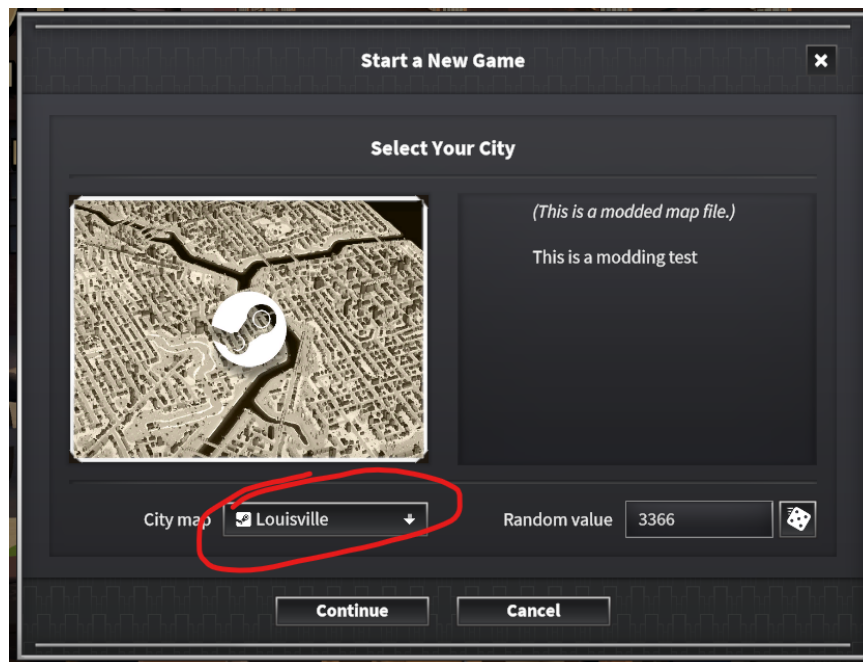 Start a New Game
Select Your City
(This is a modded map file.)
This is a modding test
City map Louisville Random value 3366
Continue Cancel